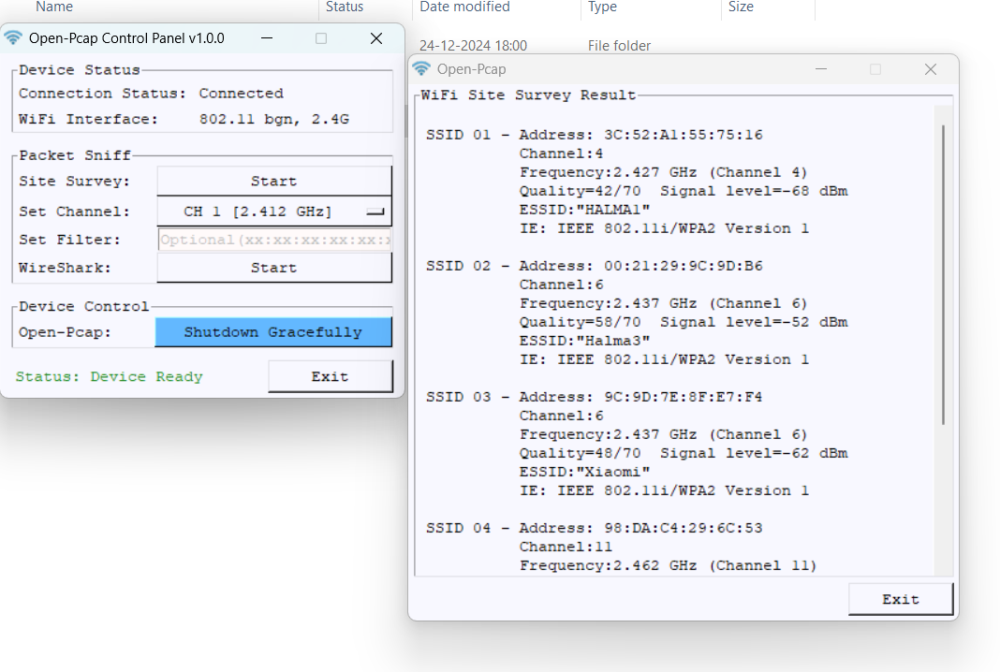 Name Status Date modified Type Size
24-12-2024 18:00 File folder
Open-Pcap Control Panel v1.0.0
Device Status
Connection Status: Connected
WiFi Interface: 802.11 bgn, 2.4G
Packet Sniff
Site Survey: Start
Set Channel: CH 1 [2.412 GHz]
Set Filter: Optional(xx:xx:xx:xx:xx:x
WireShark: Start
Device Control
Open-Pcap: Shutdown Gracefully
Status: Device Ready Exit
Open-Pcap
WiFi Site Survey Result
SSID 01 - Address: 3C:52:A1:55:75:16
Channel:4
Frequency:2.427 GHz (Channel 4)
Quality=42/70 Signal level=-68 dBm
ESSID:"HALMA1"
IE: IEEE 802.11i/WPA2 Version 1
SSID 02 - Address: 00:21:29:9C:9D:B6
Channel:6
Frequency:2.437 GHz (Channel 6)
Quality=58/70 Signal level=-52 dBm
ESSID:"Halma3"
IE: IEEE 802.11i/WPA2 Version 1
SSID 03 - Address: 9C:9D:7E:8F:E7:F4
Channel:6
Frequency:2.437 GHz (Channel 6)
Quality=48/70 Signal level=-62 dBm
ESSID:"Xiaomi"
IE: IEEE 802.11i/WPA2 Version 1
SSID 04 - Address: 98:DA:C4:29:6C:53
Channel:11
Frequency:2.462 GHz (Channel 11)
Exit